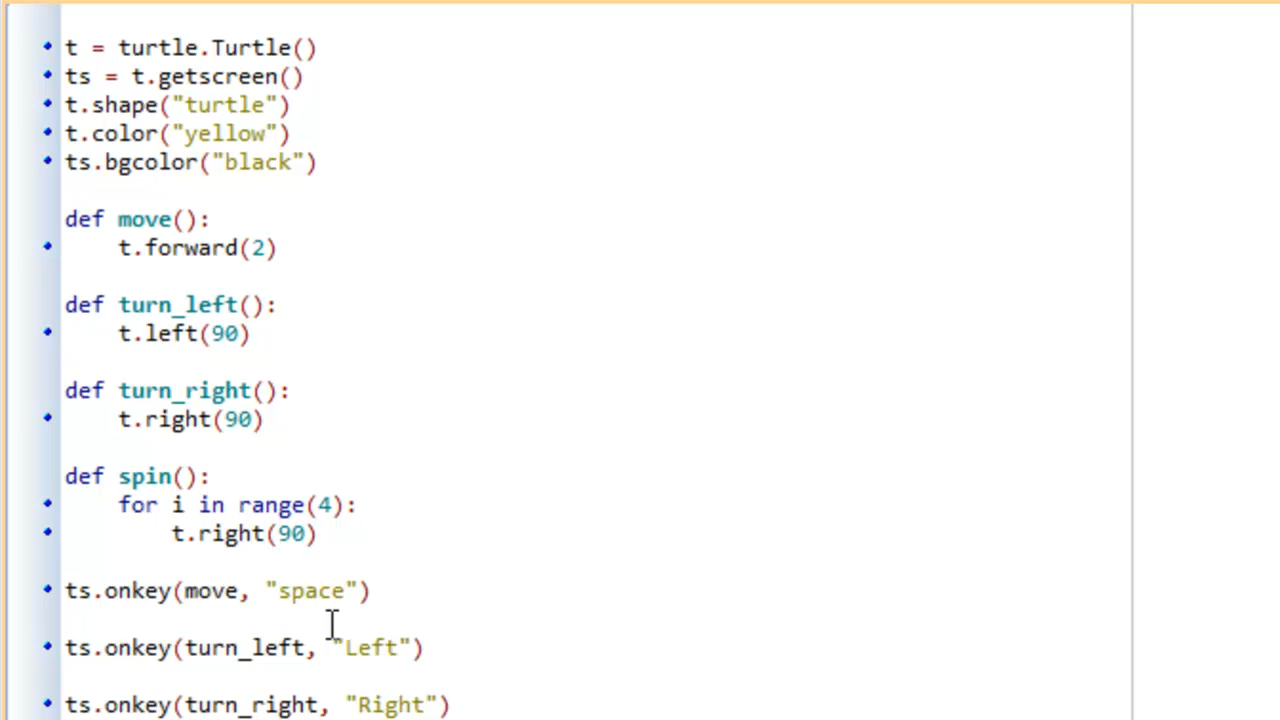 t = turtle.Turtle()
ts = t.getscreen()
t.shape("turtle")
t.color("yellow")
ts.bgcolor("black")
def move():
    t.forward(2)
def turn_left():
    t.left(90)
def turn_right():
    t.right(90)
def spin():
    for i in range(4):
        t.right(90)
ts.onkey(move, "space")
ts.onkey(turn_left, "Left")
ts.onkey(turn_right, "Right")